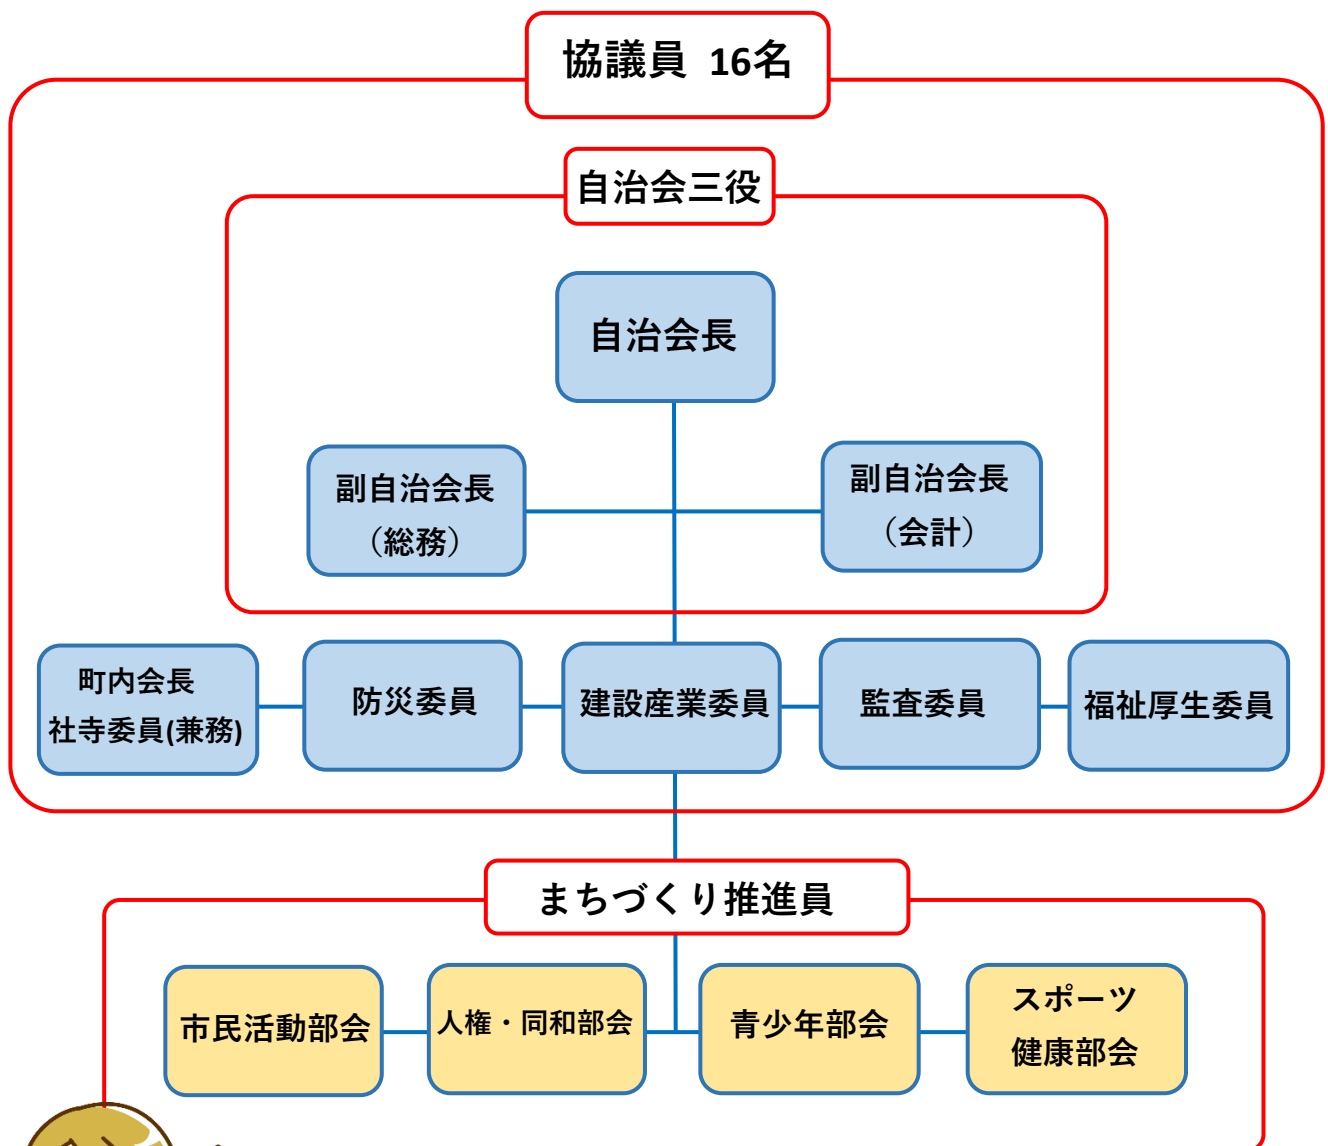 協議員 16名
自治会三役
自治会長
副自治会長
（総務）
副自治会長
（会計）
町内会長
社寺委員(兼務)
防災委員
建設産業委員
監査委員
福祉厚生委員
まちづくり推進員
市民活動部会
人権・同和部会
青少年部会
スポーツ
健康部会